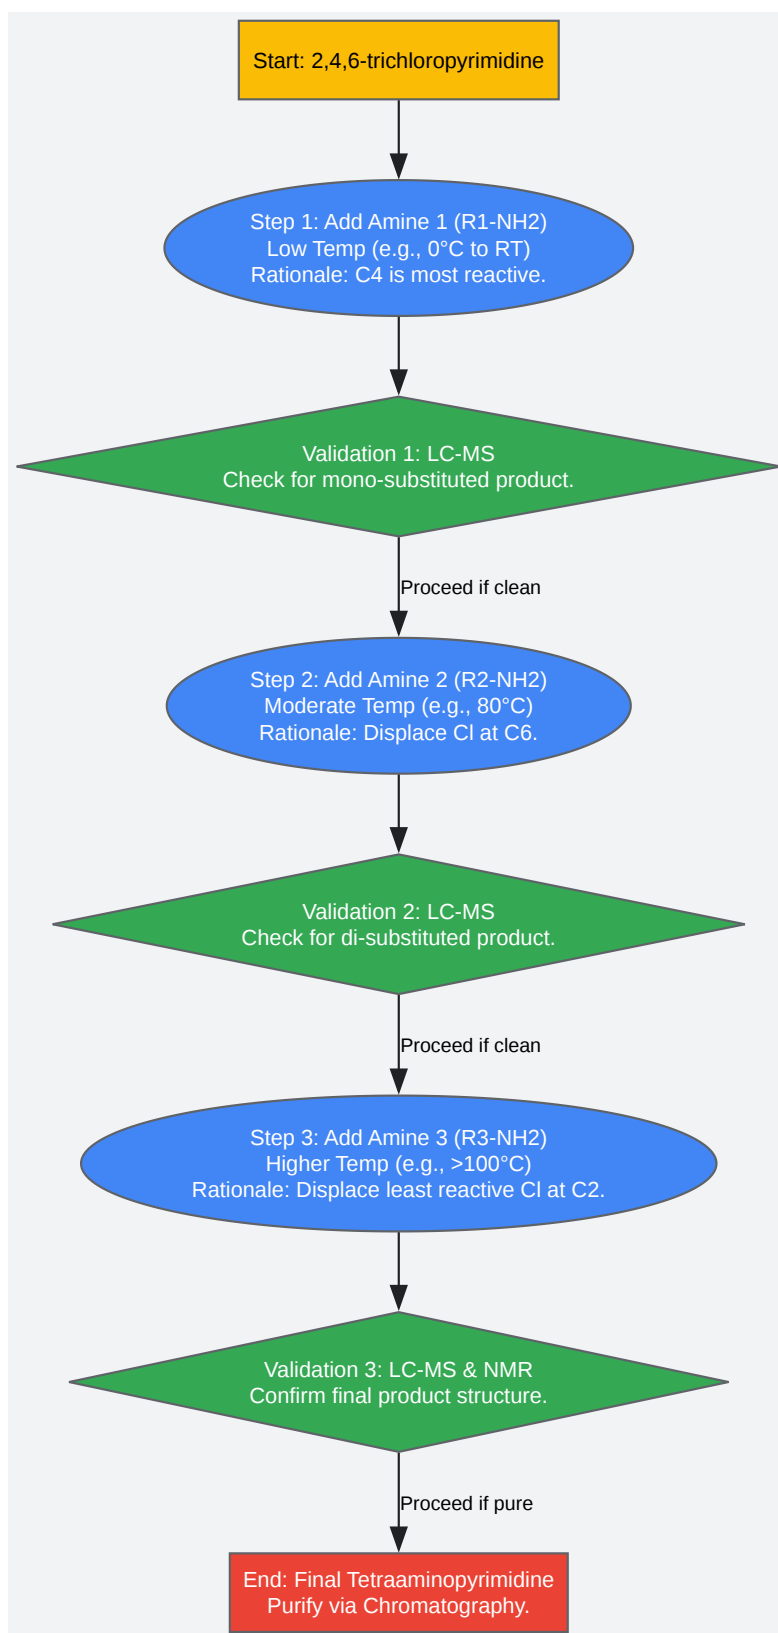 Start: 2,4,6-trichloropyrimidine
Step 1: Add Amine 1 (R1-NH2)
Low Temp (e.g., 0°C to RT)
Rationale: C4 is most reactive.
Validation 1: LC-MS
Check for mono-substituted product.
Proceed if clean
Step 2: Add Amine 2 (R2-NH2)
Moderate Temp (e.g., 80°C)
Rationale: Displace Cl at C6.
Validation 2: LC-MS
Check for di-substituted product.
Proceed if clean
Step 3: Add Amine 3 (R3-NH2)
Higher Temp (e.g., >100°C)
Rationale: Displace least reactive Cl at C2.
Validation 3: LC-MS & NMR
Confirm final product structure.
Proceed if pure
End: Final Tetraaminopyrimidine
Purify via Chromatography.